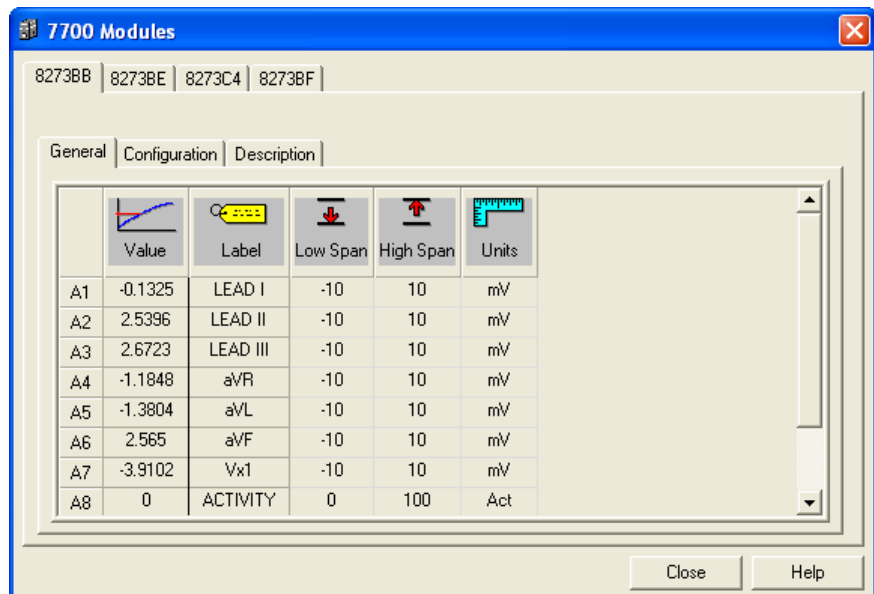 7700 Modules
8273BB 8273BE 8273C4 8273BF
General Configuration Description
Value Label Low Span High Span Units
A1 -0.1325 LEAD I -10 10 mV
A2 2.5396 LEAD II -10 10 mV
A3 2.6723 LEAD III -10 10 mV
A4 -1.1848 aVR -10 10 mV
A5 -1.3804 aVL -10 10 mV
A6 2.565 aVF -10 10 mV
A7 -3.9102 Vx1 -10 10 mV
A8 0 ACTIVITY 0 100 Act
Close Help